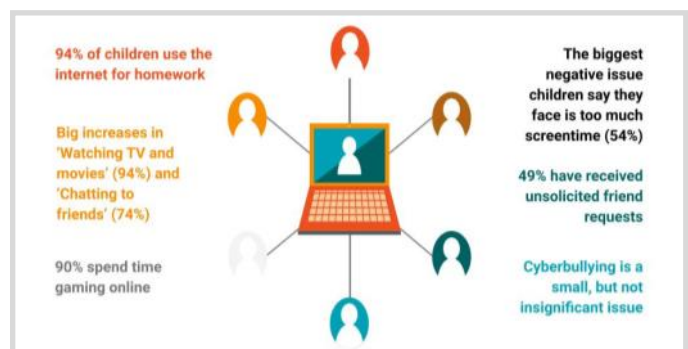 94% of children use the
internet for homework
Big increases in
'Watching TV and
movies' (94%) and
'Chatting to
friends' (74%)
90% spend time
gaming online
The biggest
negative issue
children say they
face is too much
screentime (54%)
49% have received
unsolicited friend
requests
Cyberbullying is a
small, but not
insignificant issue